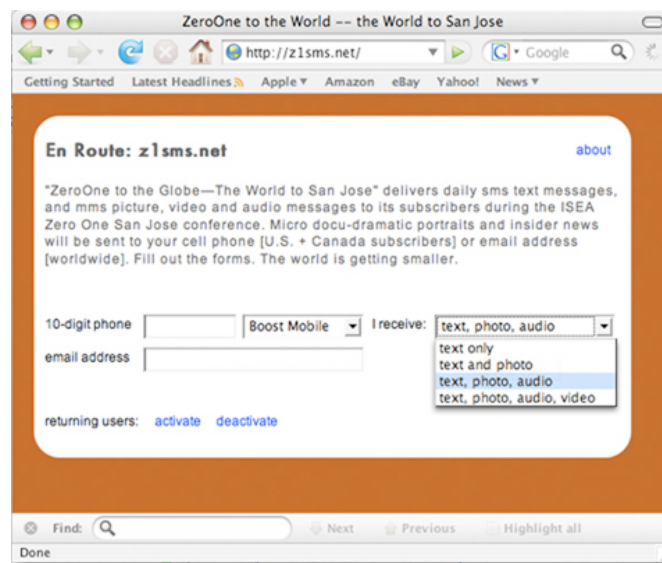 ZeroOne to the World -- the World to San Jose
http://z1sms.net/
G Google
Getting Started Latest Headlines Apple Amazon eBay Yahoo! News
En Route: z1sms.net
about
"ZeroOne to the Globe—The World to San Jose" delivers daily sms text messages,
and mms picture, video and audio messages to its subscribers during the ISEA
Zero One San Jose conference. Micro docu-dramatic portraits and insider news
will be sent to your cell phone [U.S. + Canada subscribers] or email address
[worldwide]. Fill out the forms. The world is getting smaller.
10-digit phone Boost Mobile I receive: text, photo, audio
email address
text only
text and photo
text, photo, audio
text, photo, audio, video
returning users: activate deactivate
Find: Next Previous Highlight all
Done